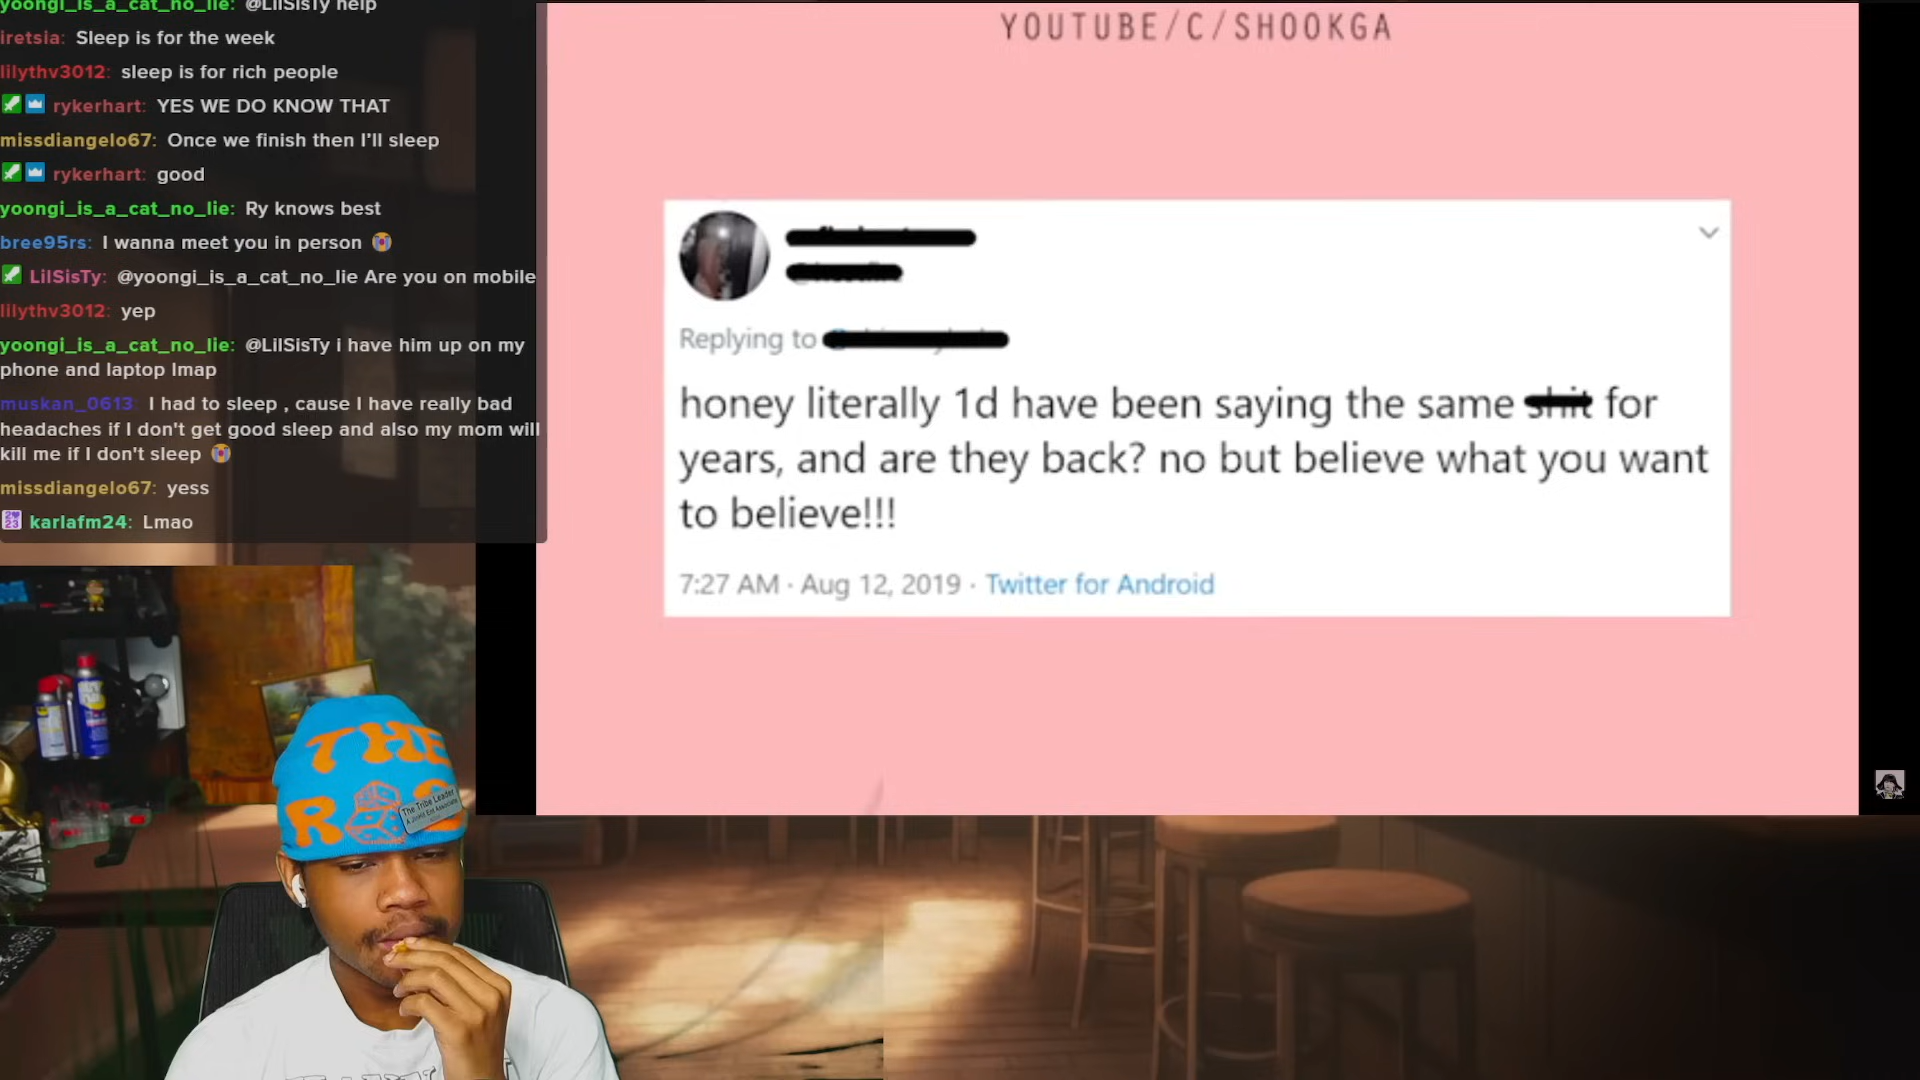 yoongi_is_a_cat_no_lie: @LilSisTy help
iretsia: Sleep is for the week
lilythv3012: sleep is for rich people
rykerhart: YES WE DO KNOW THAT
missdiangelo67: Once we finish then I'll sleep
rykerhart: good
yoongi_is_a_cat_no_lie: Ry knows best
bree95rs: I wanna meet you in person 😭
LilSisTy: @yoongi_is_a_cat_no_lie Are you on mobile
lilythv3012: yep
yoongi_is_a_cat_no_lie: @LilSisTy i have him up on my
phone and laptop lmap
muskan_0613: I had to sleep , cause I have really bad
headaches if I don't get good sleep and also my mom will
kill me if I don't sleep 😭
missdiangelo67: yess
karlafm24: Lmao
YOUTUBE/C/SHOOKGA
Replying to
honey literally 1d have been saying the same shit for
years, and are they back? no but believe what you want
to believe!!!
7:27 AM · Aug 12, 2019 · Twitter for Android
THE
The Tribe Leader